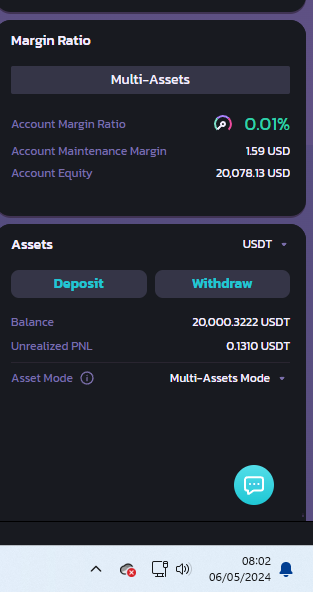 Margin Ratio
Multi-Assets
Account Margin Ratio 0.01%
Account Maintenance Margin 1.59 USD
Account Equity 20,078.13 USD
Assets USDT
Deposit Withdraw
Balance 20,000.3222 USDT
Unrealized PNL 0.1310 USDT
Asset Mode Multi-Assets Mode
08:02
06/05/2024